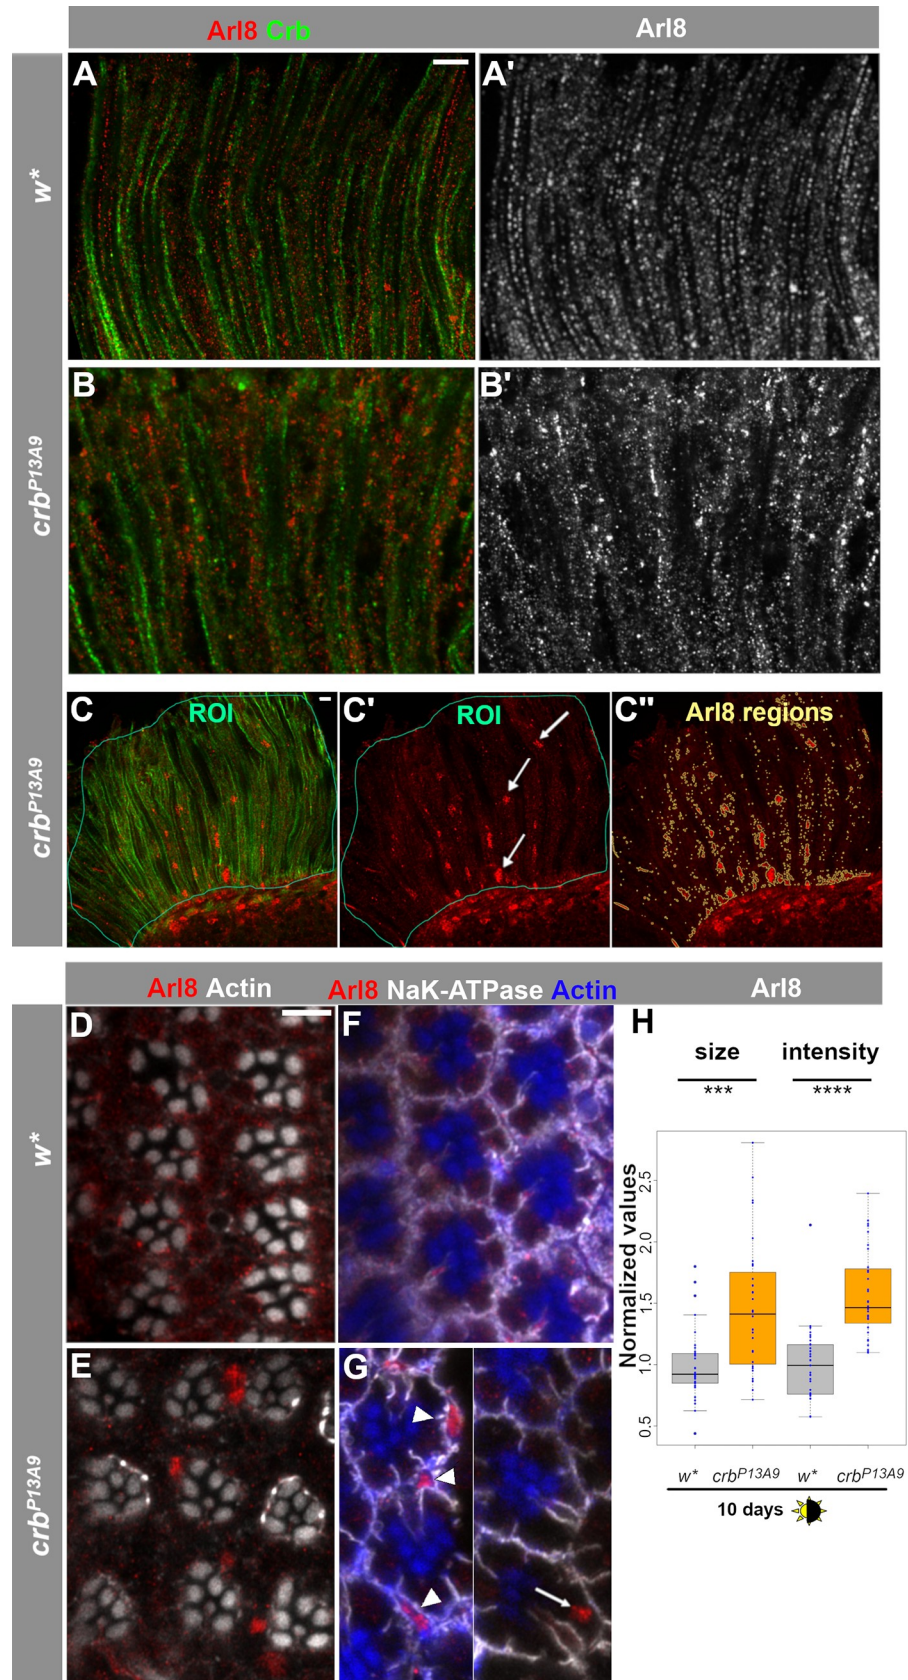 Arl8 Crb
Arl8
w*
A
A'
crbP13A9
B
B'
crbP13A9
C
ROI
C'
ROI
C"
Arl8 regions
Arl8 Actin
Arl8 NaK-ATPase Actin
Arl8
w*
D
F
H
size
intensity
***
****
Normalized values
2.5
2.0
1.5
1.0
0.5
crbP13A9
E
G
w*
crbP13A9
w*
crbP13A9
10 days